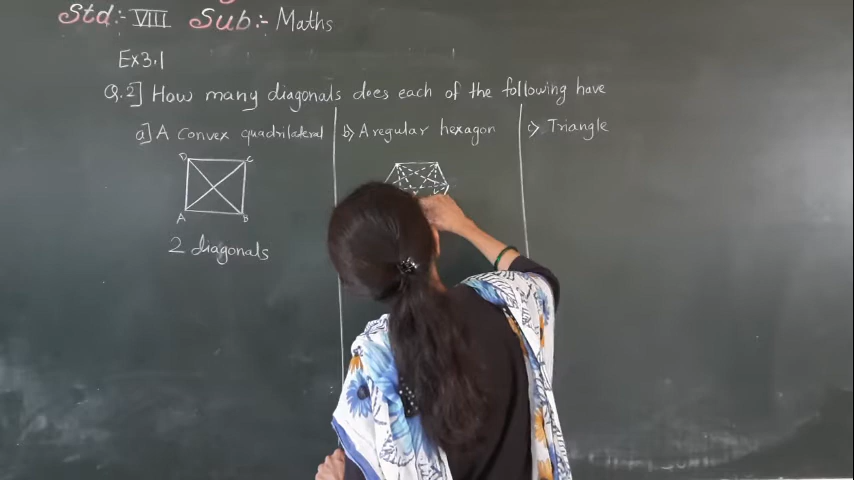 Std:- VIII Sub:- Maths
Ex3.1
Q.2] How many diagonals does each of the following have
a] A convex quadrilateral
D C
A B
2 diagonals
b) A regular hexagon
c) Triangle